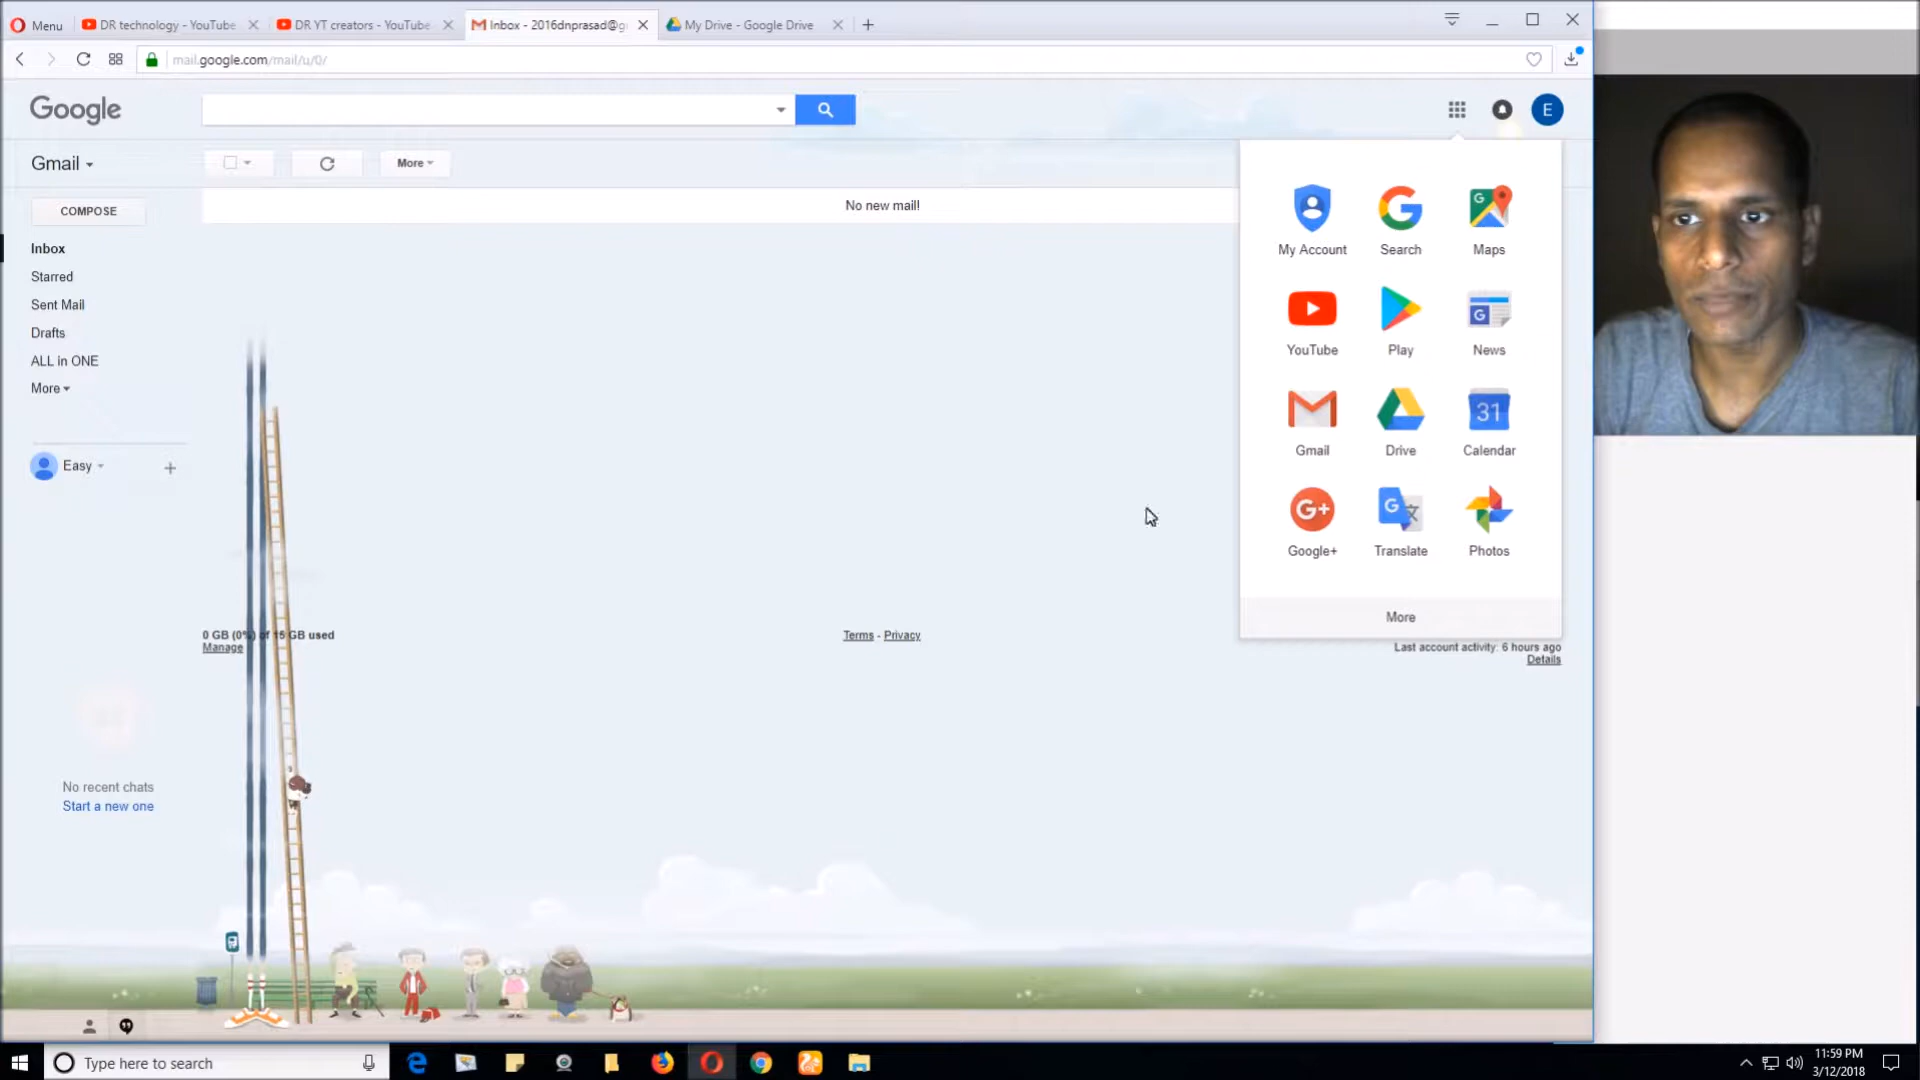 Menu
DR technology - YouTube
DR YT creators - YouTube
Inbox - 2016dnprasad@g
My Drive - Google Drive
mail.google.com/mail/u/0/
Google
E
Gmail
More
COMPOSE
No new mail!
Inbox
Starred
Sent Mail
Drafts
ALL in ONE
More
Easy
My Account
Search
Maps
YouTube
Play
News
Gmail
Drive
31
Calendar
G+
Google+
Translate
Photos
More
0 GB (0%) of 15 GB used
Manage
Terms - Privacy
Last account activity: 6 hours ago
Details
No recent chats
Start a new one
Type here to search
11:59 PM
3/12/2018